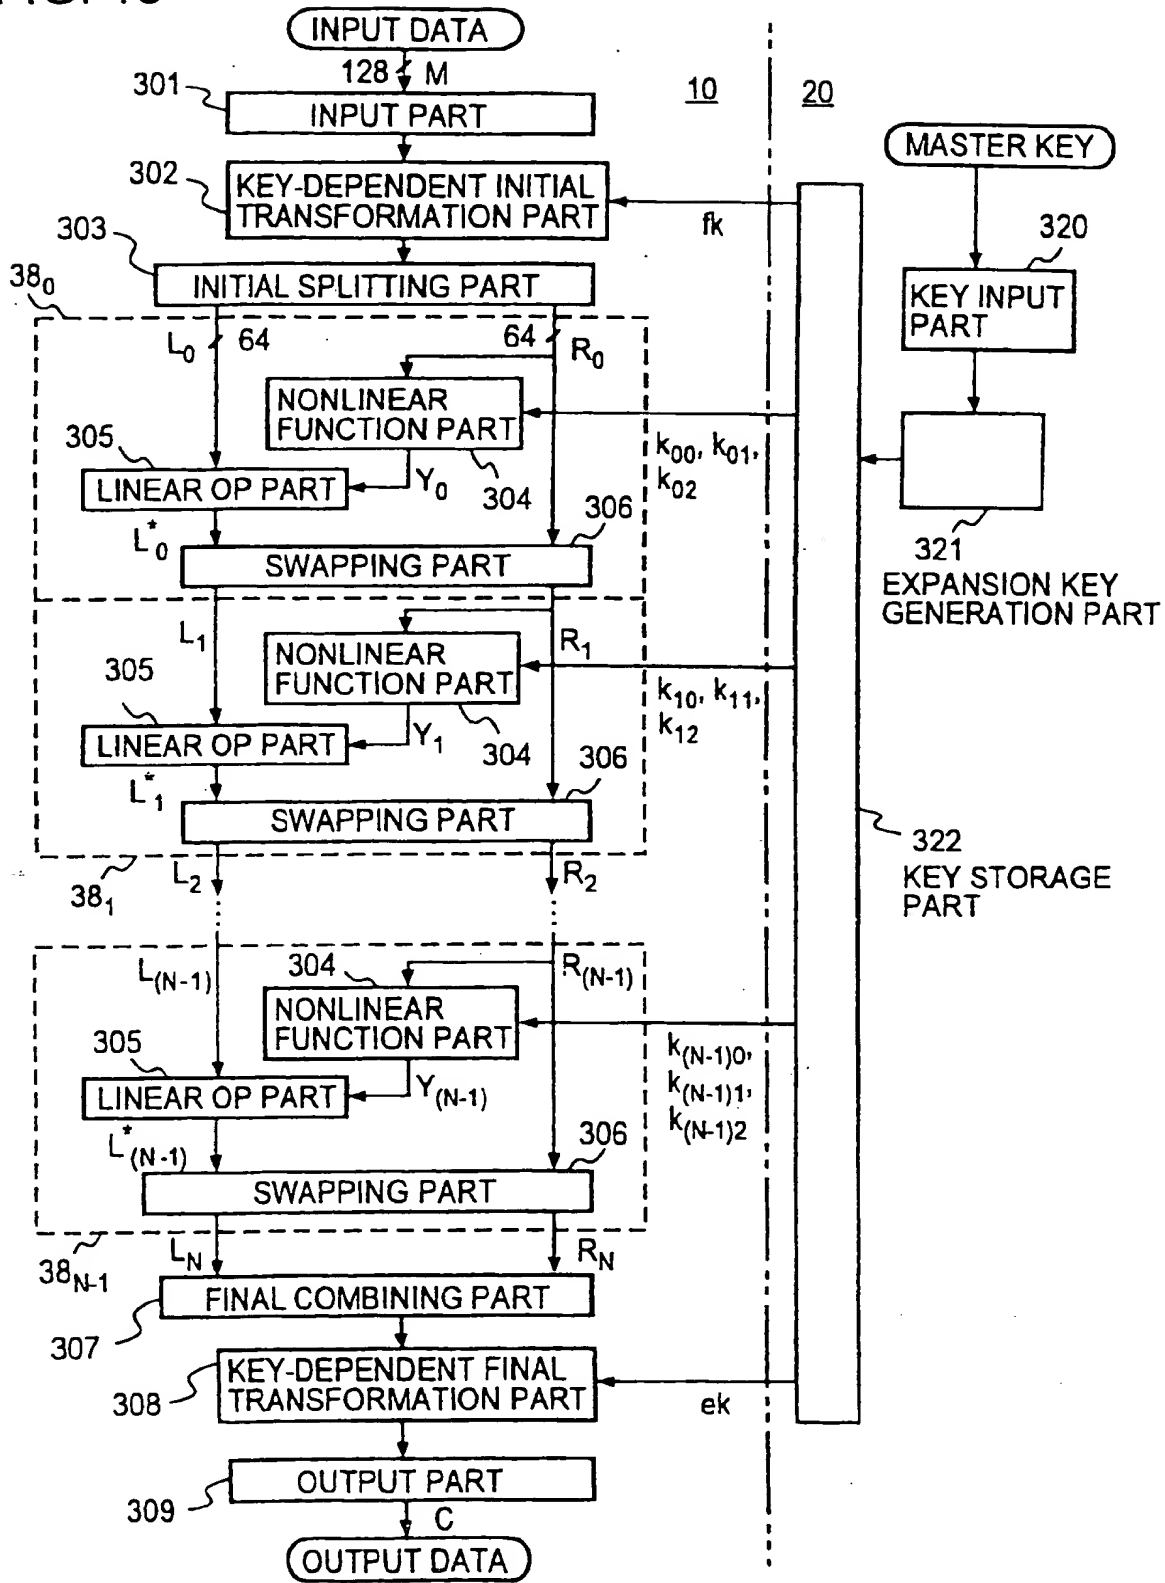 INPUT DATA
128 M
301
INPUT PART
10
20
MASTER KEY
302
KEY-DEPENDENT INITIAL
TRANSFORMATION PART
fk
320
303
INITIAL SPLITTING PART
KEY INPUT
PART
38₀
L₀ 64
64 R₀
NONLINEAR
FUNCTION PART
305
k₀₀, k₀₁,
k₀₂
LINEAR OP PART
Y₀
304
L*₀
306
SWAPPING PART
321
EXPANSION KEY
GENERATION PART
L₁
R₁
NONLINEAR
FUNCTION PART
305
k₁₀, k₁₁,
k₁₂
LINEAR OP PART
Y₁
304
L*₁
306
SWAPPING PART
322
KEY STORAGE
PART
38₁
L₂
R₂
L(N-1)
304
R(N-1)
NONLINEAR
FUNCTION PART
305
k(N-1)0,
k(N-1)1,
k(N-1)2
LINEAR OP PART
Y(N-1)
L*(N-1)
306
SWAPPING PART
38N-1
LN
RN
FINAL COMBINING PART
307
KEY-DEPENDENT FINAL
TRANSFORMATION PART
308
ek
OUTPUT PART
309
C
OUTPUT DATA